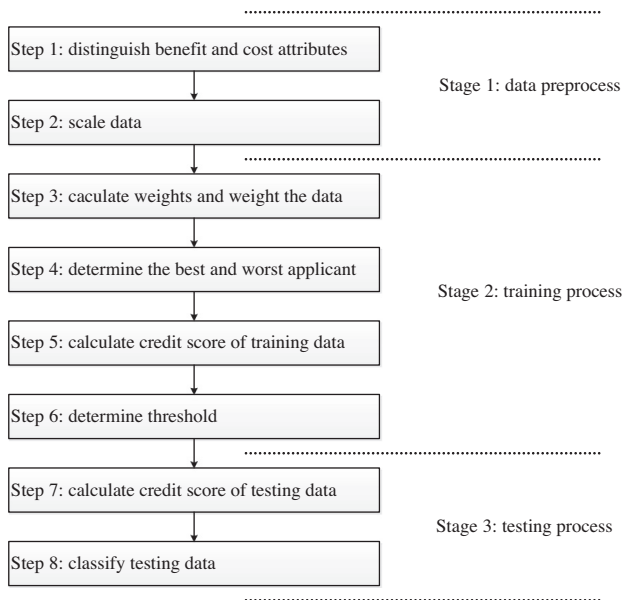 Step 1: distinguish benefit and cost attributes
Stage 1: data preprocess
Step 2: scale data
Step 3: caculate weights and weight the data
Step 4: determine the best and worst applicant
Stage 2: training process
Step 5: calculate credit score of training data
Step 6: determine threshold
Step 7: calculate credit score of testing data
Stage 3: testing process
Step 8: classify testing data